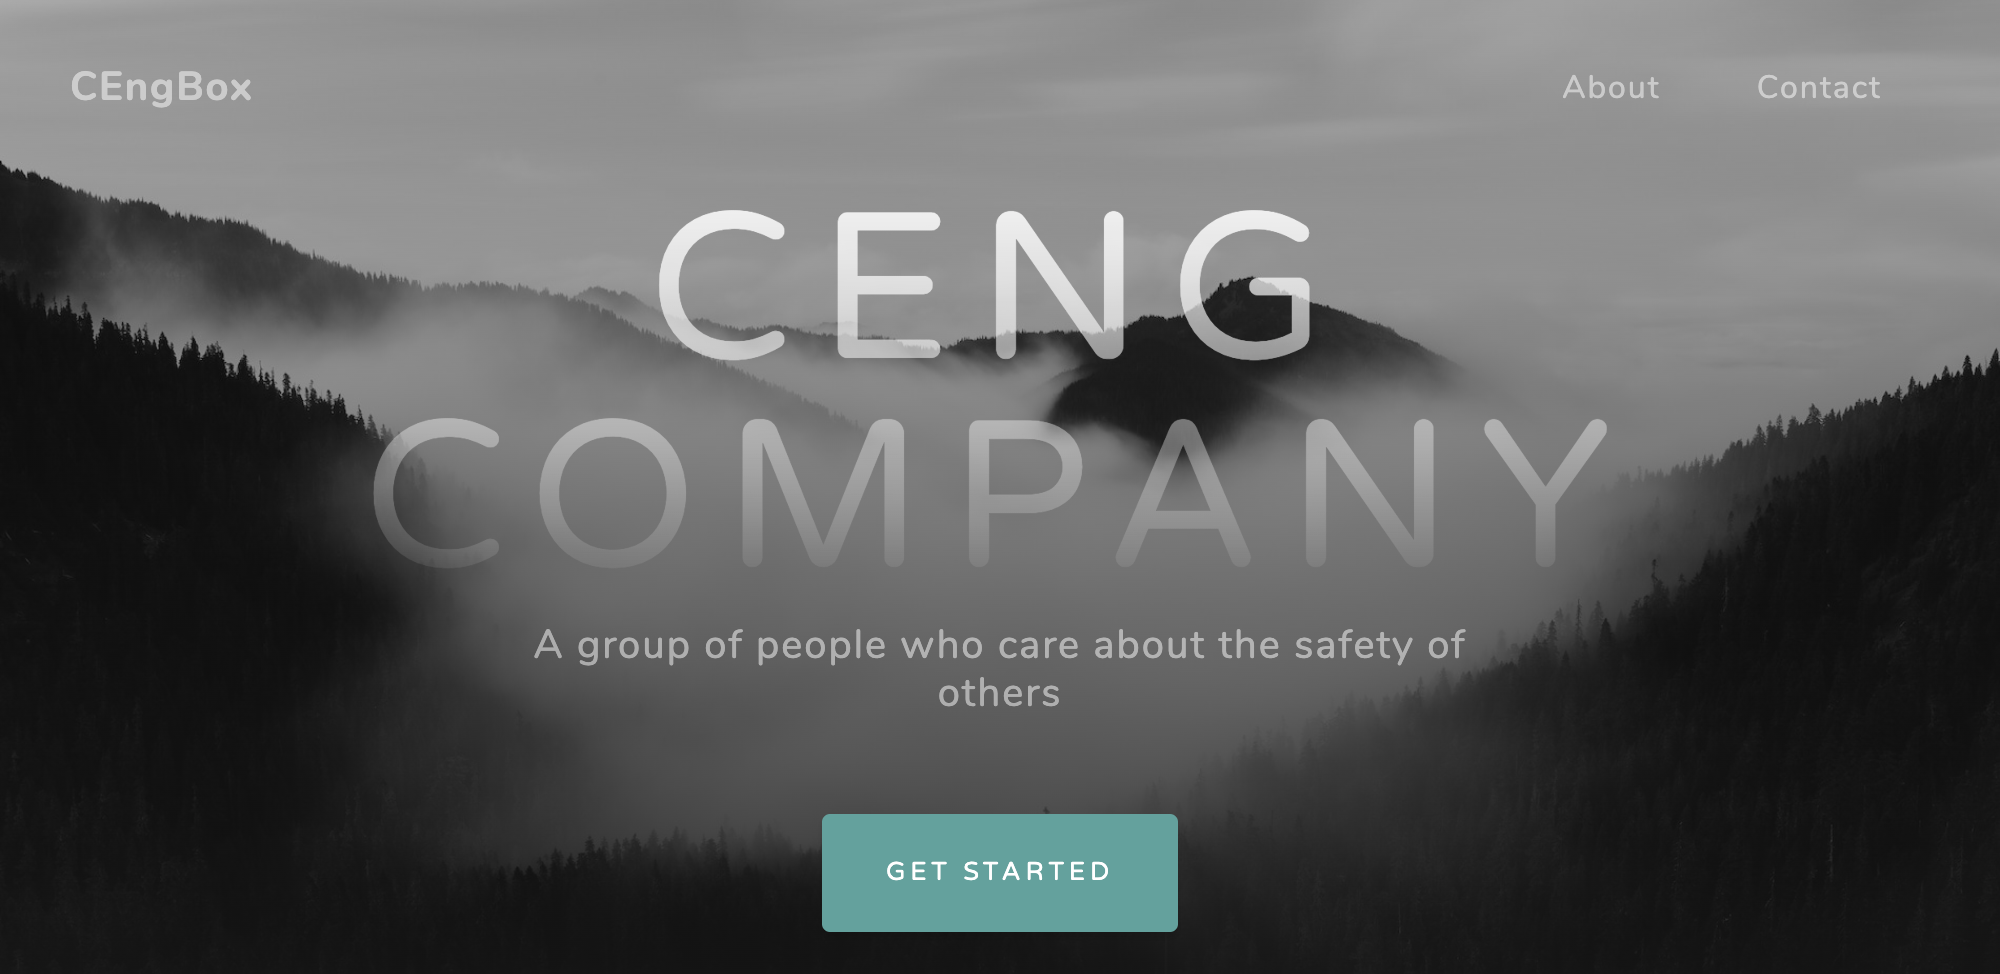 CEngBox
About
Contact
CENG
COMPANY
A group of people who care about the safety of
others
GET STARTED